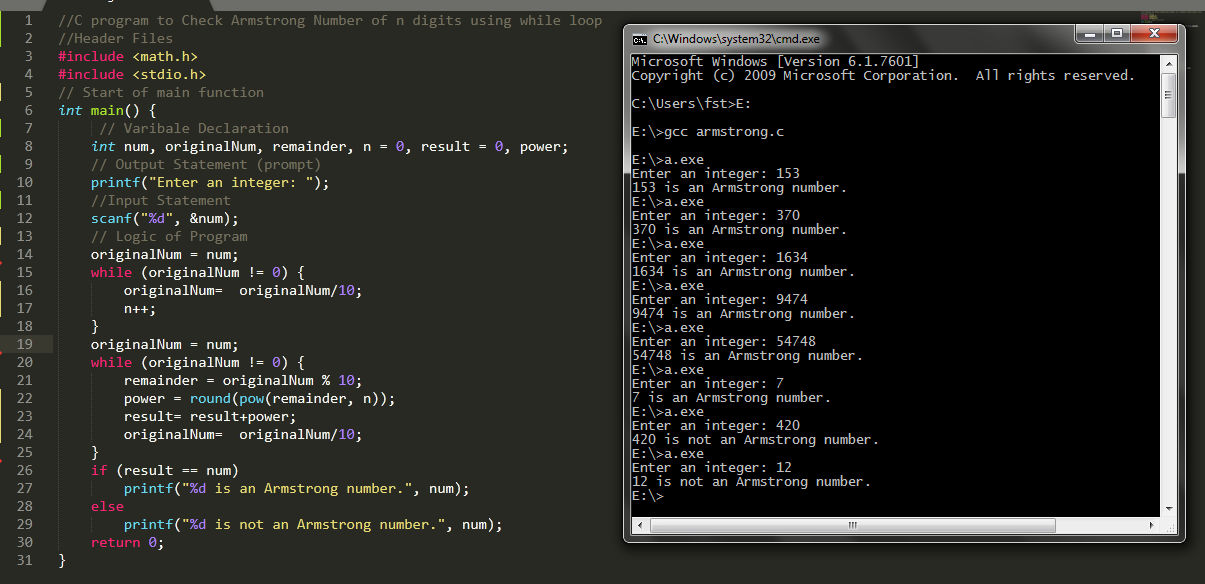 1 //C program to Check Armstrong Number of n digits using while loop
2 //Header Files
3 #include <math.h>
4 #include <stdio.h>
5 // Start of main function
6 int main() {
7 // Varibale Declaration
8 int num, originalNum, remainder, n = 0, result = 0, power;
9 // Output Statement (prompt)
10 printf("Enter an integer: ");
11 //Input Statement
12 scanf("%d", &num);
13 // Logic of Program
14 originalNum = num;
15 while (originalNum != 0) {
16 originalNum=  originalNum/10;
17 n++;
18 }
19 originalNum = num;
20 while (originalNum != 0) {
21 remainder = originalNum % 10;
22 power = round(pow(remainder, n));
23 result= result+power;
24 originalNum=  originalNum/10;
25 }
26 if (result == num)
27 printf("%d is an Armstrong number.", num);
28 else
29 printf("%d is not an Armstrong number.", num);
30 return 0;
31 }
C:\Windows\system32\cmd.exe
Microsoft Windows [Version 6.1.7601]
Copyright (c) 2009 Microsoft Corporation.  All rights reserved.
C:\Users\fst>E:
E:\>gcc armstrong.c
E:\>a.exe
Enter an integer: 153
153 is an Armstrong number.
E:\>a.exe
Enter an integer: 370
370 is an Armstrong number.
E:\>a.exe
Enter an integer: 1634
1634 is an Armstrong number.
E:\>a.exe
Enter an integer: 9474
9474 is an Armstrong number.
E:\>a.exe
Enter an integer: 54748
54748 is an Armstrong number.
E:\>a.exe
Enter an integer: 7
7 is an Armstrong number.
E:\>a.exe
Enter an integer: 420
420 is not an Armstrong number.
E:\>a.exe
Enter an integer: 12
12 is not an Armstrong number.
E:\>